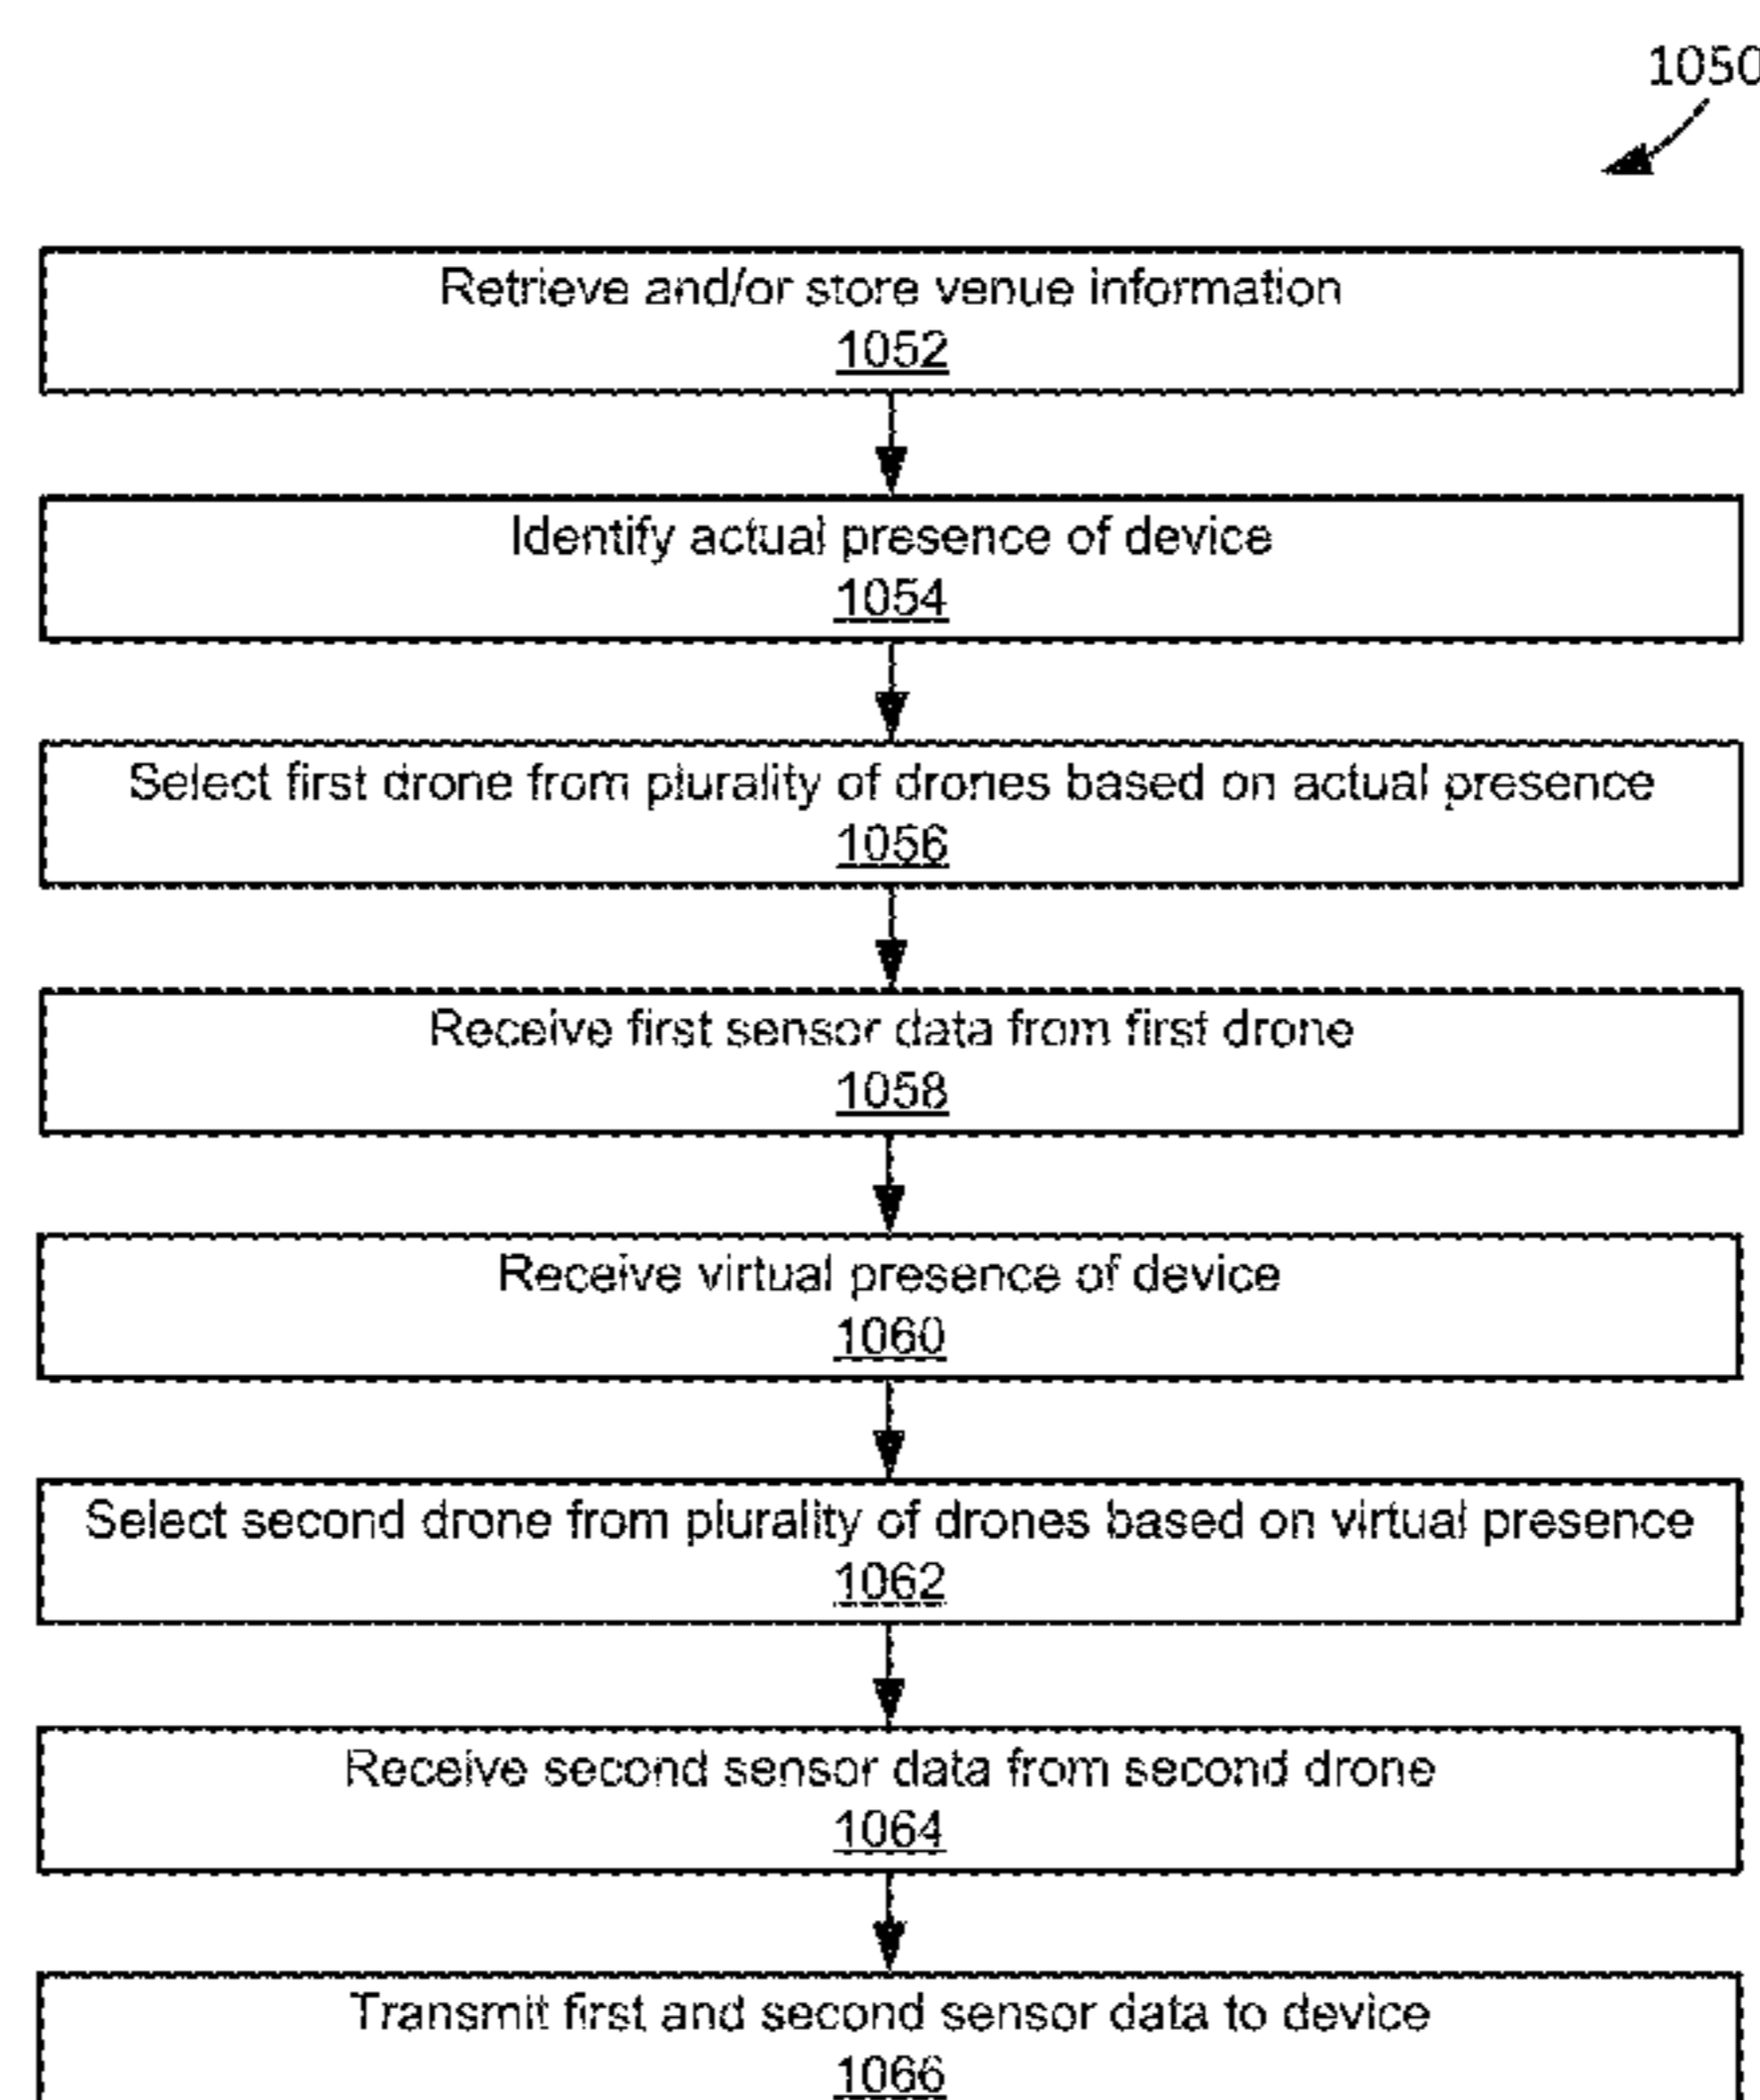 1050
Retrieve and/or store venue information
1052
Identify actual presence of device
1054
Select first drone from plurality of drones based on actual presence
1056
Receive first sensor data from first drone
1058
Receive virtual presence of device
1060
Select second drone from plurality of drones based on virtual presence
1062
Receive second sensor data from second drone
1064
Transmit first and second sensor data to device
1066